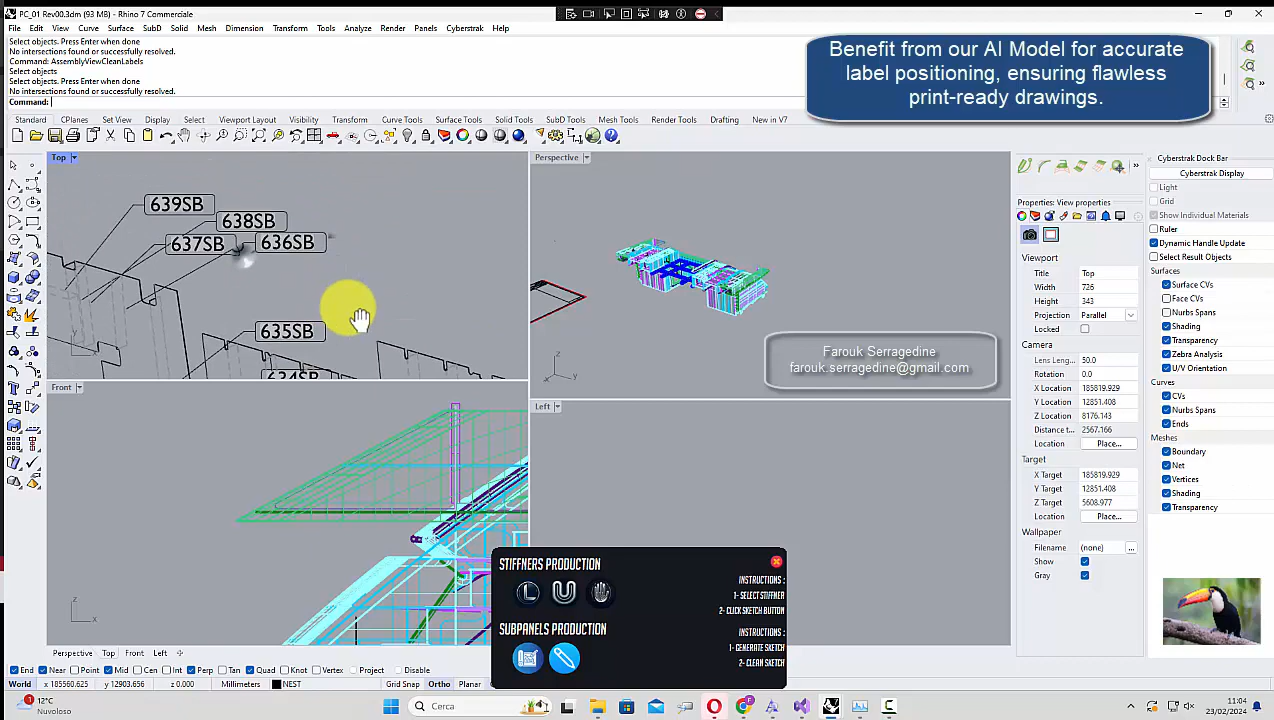 PC_01 Rev00.3dm (93 MB) - Rhino 7 Commerciale
File Edit View Curve Surface SubD Solid Mesh Dimension Transform Tools Analyze Render Panels Cyberstrak Help
Select objects. Press Enter when done
No intersections found or successfully resolved.
Command: AssemblyViewCleanLabels
Select objects
Select objects. Press Enter when done
No intersections found or successfully resolved.
Command:
Benefit from our AI Model for accurate
label positioning, ensuring flawless
print-ready drawings.
Standard CPlanes Set View Display Select Viewport Layout Visibility Transform Curve Tools Surface Tools Solid Tools SubD Tools Mesh Tools Render Tools Drafting New in V7
Top
639SB
638SB
637SB
636SB
635SB
634SB
Perspective
Farouk Serragedine
farouk.serragedine@gmail.com
Front
Left
STIFFNERS PRODUCTION
INSTRUCTIONS :
1- SELECT STIFFNER
2- CLICK SKETCH BUTTON
SUBPANELS PRODUCTION
INSTRUCTIONS :
1- GENERATE SKETCH
2- CLEAN SKETCH
Properties: View properties
Viewport
Title Top
Width 726
Height 343
Projection Parallel
Locked
Camera
Lens Leng... 50.0
Rotation 0.0
X Location 185819.929
Y Location 12851.408
Z Location 8176.143
Distance t... 2567.166
Location Place...
Target
X Target 185819.929
Y Target 12851.408
Z Target 5608.977
Location Place...
Wallpaper
Filename (none) ...
Show
Gray
Cyberstrak Dock Bar
Cyberstrak Display
Light
Grid
Show Individual Materials
Ruler
Dynamic Handle Update
Select Result Objects
Surfaces
Surface CVs
Face CVs
Nurbs Spans
Shading
Transparency
Zebra Analysis
U/V Orientation
Curves
CVs
Nurbs Spans
Ends
Meshes
Boundary
Net
Vertices
Shading
Transparency
Perspective Top Front Left
End Near Point Mid Cen Int Perp Tan Quad Knot Vertex Project Disable
World x 185560.625 y 12903.656 z 0.000 Millimeters NEST Grid Snap Ortho Planar
12°C
Nuvoloso
Cerca
11:04
23/02/2024